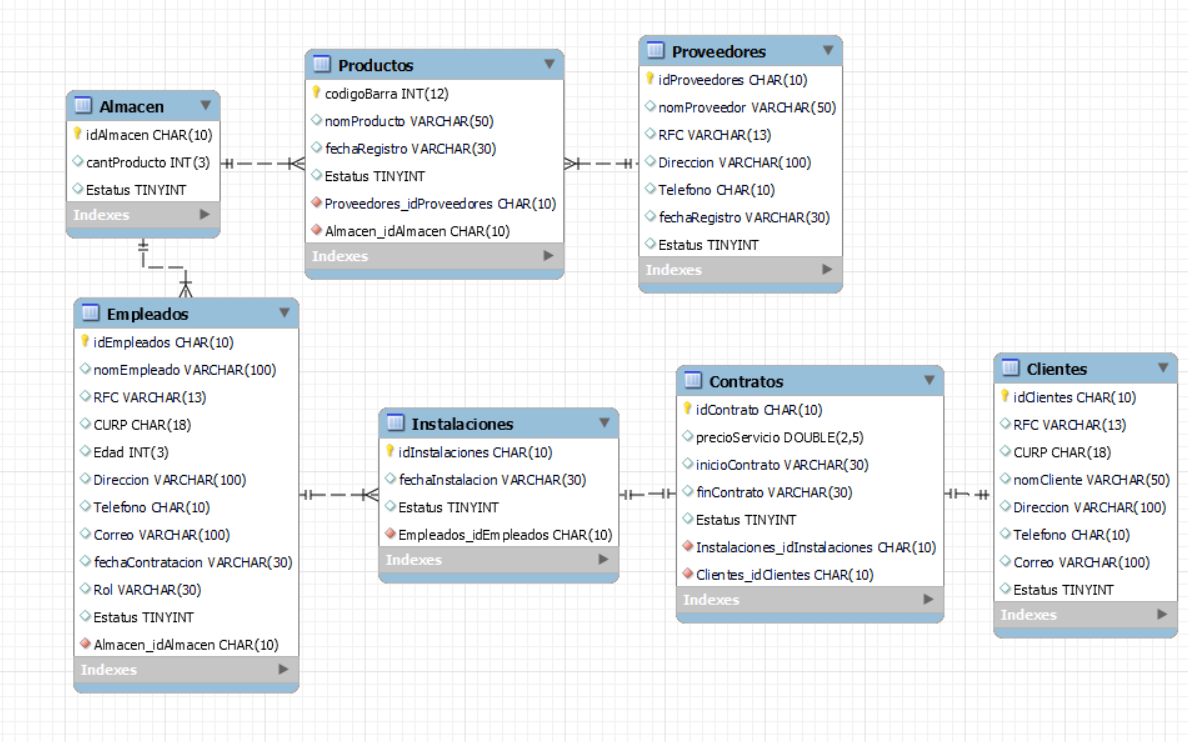 Almacen
idAlmacen CHAR(10)
cantProducto INT(3)
Estatus TINYINT
Indexes
Productos
codigoBarra INT(12)
nomProducto VARCHAR(50)
fechaRegistro VARCHAR(30)
Estatus TINYINT
Proveedores_idProveedores CHAR(10)
Almacen_idAlmacen CHAR(10)
Indexes
Proveedores
idProveedores CHAR(10)
nomProveedor VARCHAR(50)
RFC VARCHAR(13)
Direccion VARCHAR(100)
Telefono CHAR(10)
fechaRegistro VARCHAR(30)
Estatus TINYINT
Indexes
Empleados
idEmpleados CHAR(10)
nomEmpleado VARCHAR(100)
RFC VARCHAR(13)
CURP CHAR(18)
Edad INT(3)
Direccion VARCHAR(100)
Telefono CHAR(10)
Correo VARCHAR(100)
fechaContratacion VARCHAR(30)
Rol VARCHAR(30)
Estatus TINYINT
Almacen_idAlmacen CHAR(10)
Indexes
Instalaciones
idInstalaciones CHAR(10)
fechaInstalacion VARCHAR(30)
Estatus TINYINT
Empleados_idEmpleados CHAR(10)
Indexes
Contratos
idContrato CHAR(10)
precioServicio DOUBLE(2,5)
inicioContrato VARCHAR(30)
finContrato VARCHAR(30)
Estatus TINYINT
Instalaciones_idInstalaciones CHAR(10)
Clientes_idClientes CHAR(10)
Indexes
Clientes
idClientes CHAR(10)
RFC VARCHAR(13)
CURP CHAR(18)
nomCliente VARCHAR(50)
Direccion VARCHAR(100)
Telefono CHAR(10)
Correo VARCHAR(100)
Estatus TINYINT
Indexes